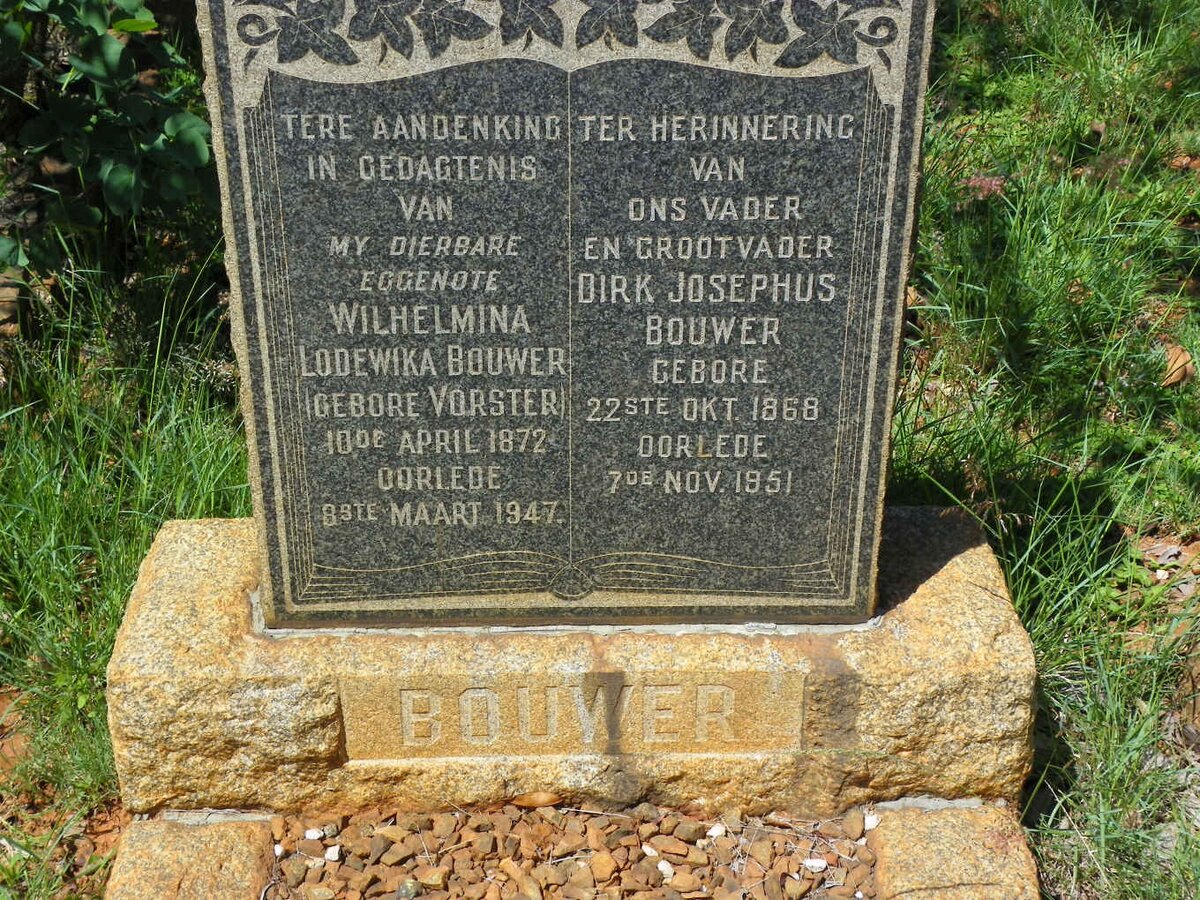 TERE AANDENKING
IN GEDAGTENIS
VAN
MY DIERBARE
EGGENOTE
WILHELMINA
LODEWIKA BOUWER
(GEBORE VORSTER)
10DE APRIL 1872
OORLEDE
8STE MAART 1947.
TER HERINNERING
VAN
ONS VADER
EN GROOTVADER
DIRK JOSEPHUS
BOUWER
GEBORE
22STE OKT. 1868
OORLEDE
7DE NOV. 1951
BOUWER